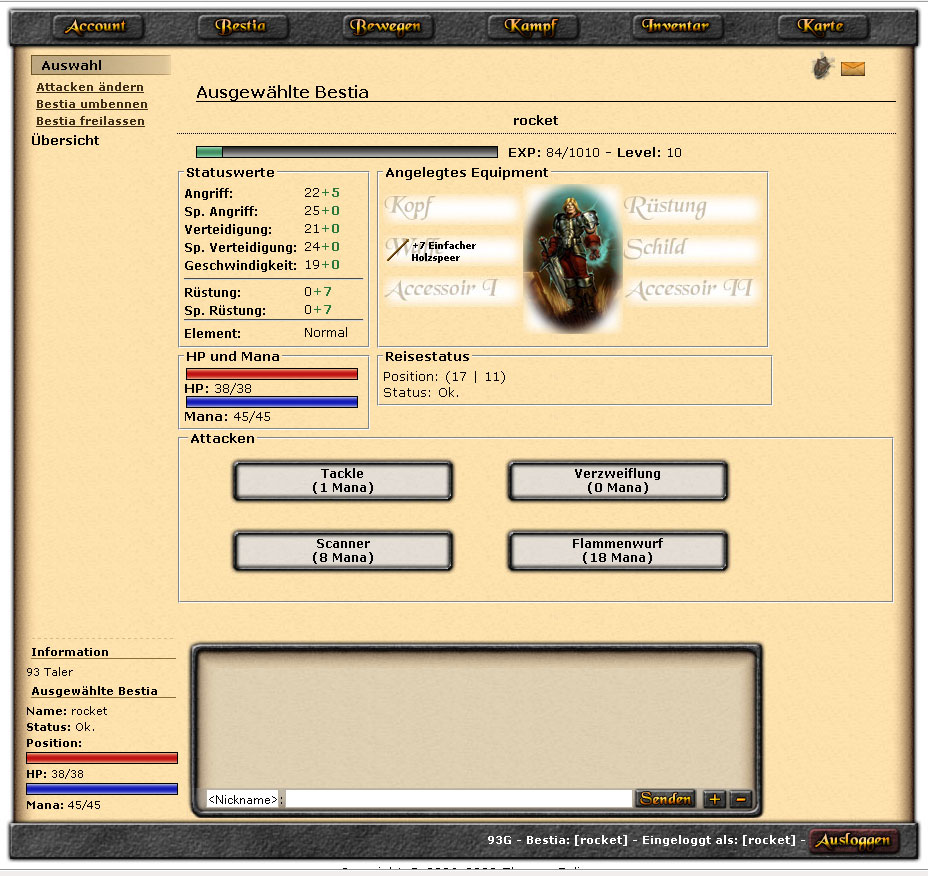 Account Bestia Bewegen Kampf Inventar Karte
Auswahl
Attacken ändern
Bestia umbennen
Bestia freilassen
Übersicht
Ausgewählte Bestia
rocket
EXP: 84/1010 - Level: 10
Statuswerte
Angriff: 22+5
Sp. Angriff: 25+0
Verteidigung: 21+0
Sp. Verteidigung: 24+0
Geschwindigkeit: 19+0
Rüstung: 0+7
Sp. Rüstung: 0+7
Element: Normal
Angelegtes Equipment
Kopf
Rüstung
+7 Einfacher
Holzspeer
Schild
Accessoir I
Accessoir II
HP und Mana
HP: 38/38
Mana: 45/45
Reisestatus
Position: (17 | 11)
Status: Ok.
Attacken
Tackle
(1 Mana)
Verzweiflung
(0 Mana)
Scanner
(8 Mana)
Flammenwurf
(18 Mana)
Information
93 Taler
Ausgewählte Bestia
Name: rocket
Status: Ok.
Position:
HP: 38/38
Mana: 45/45
<Nickname>:
Senden + -
93G - Bestia: [rocket] - Eingeloggt als: [rocket] - Ausloggen